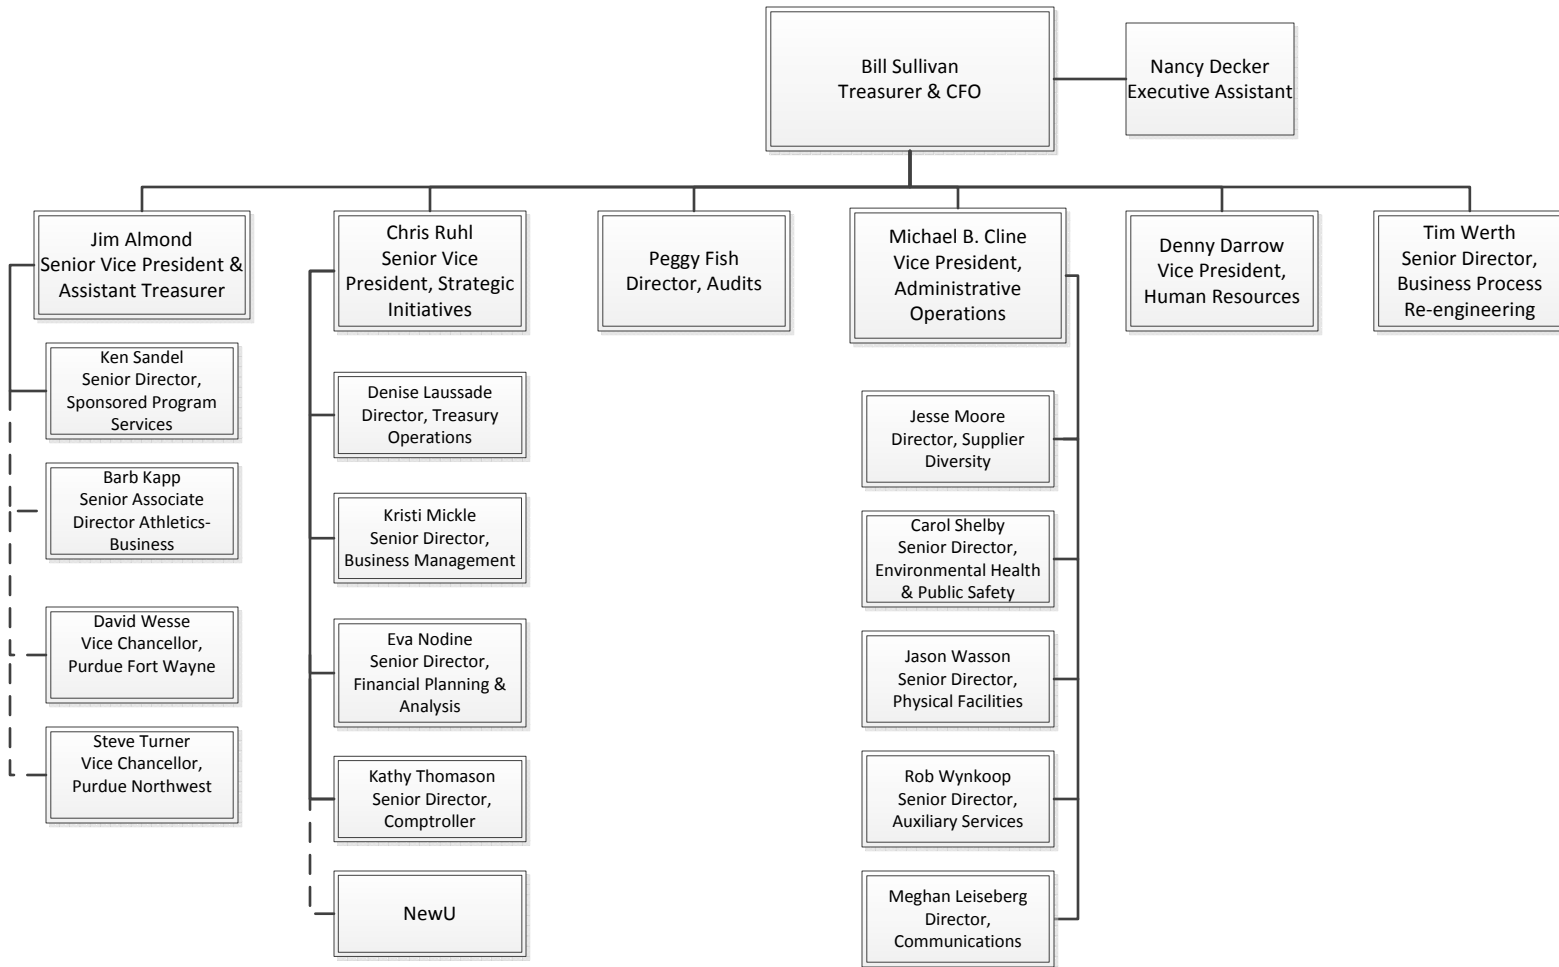 Bill Sullivan
Treasurer & CFO
Nancy Decker
Executive Assistant
Jim Almond
Senior Vice President &
Assistant Treasurer
Ken Sandel
Senior Director,
Sponsored Program
Services
Barb Kapp
Senior Associate
Director Athletics-
Business
David Wesse
Vice Chancellor,
Purdue Fort Wayne
Steve Turner
Vice Chancellor,
Purdue Northwest
Chris Ruhl
Senior Vice
President, Strategic
Initiatives
Denise Laussade
Director, Treasury
Operations
Kristi Mickle
Senior Director,
Business Management
Eva Nodine
Senior Director,
Financial Planning &
Analysis
Kathy Thomason
Senior Director,
Comptroller
NewU
Peggy Fish
Director, Audits
Michael B. Cline
Vice President,
Administrative
Operations
Jesse Moore
Director, Supplier
Diversity
Carol Shelby
Senior Director,
Environmental Health
& Public Safety
Jason Wasson
Senior Director,
Physical Facilities
Rob Wynkoop
Senior Director,
Auxiliary Services
Meghan Leiseberg
Director,
Communications
Denny Darrow
Vice President,
Human Resources
Tim Werth
Senior Director,
Business Process
Re-engineering